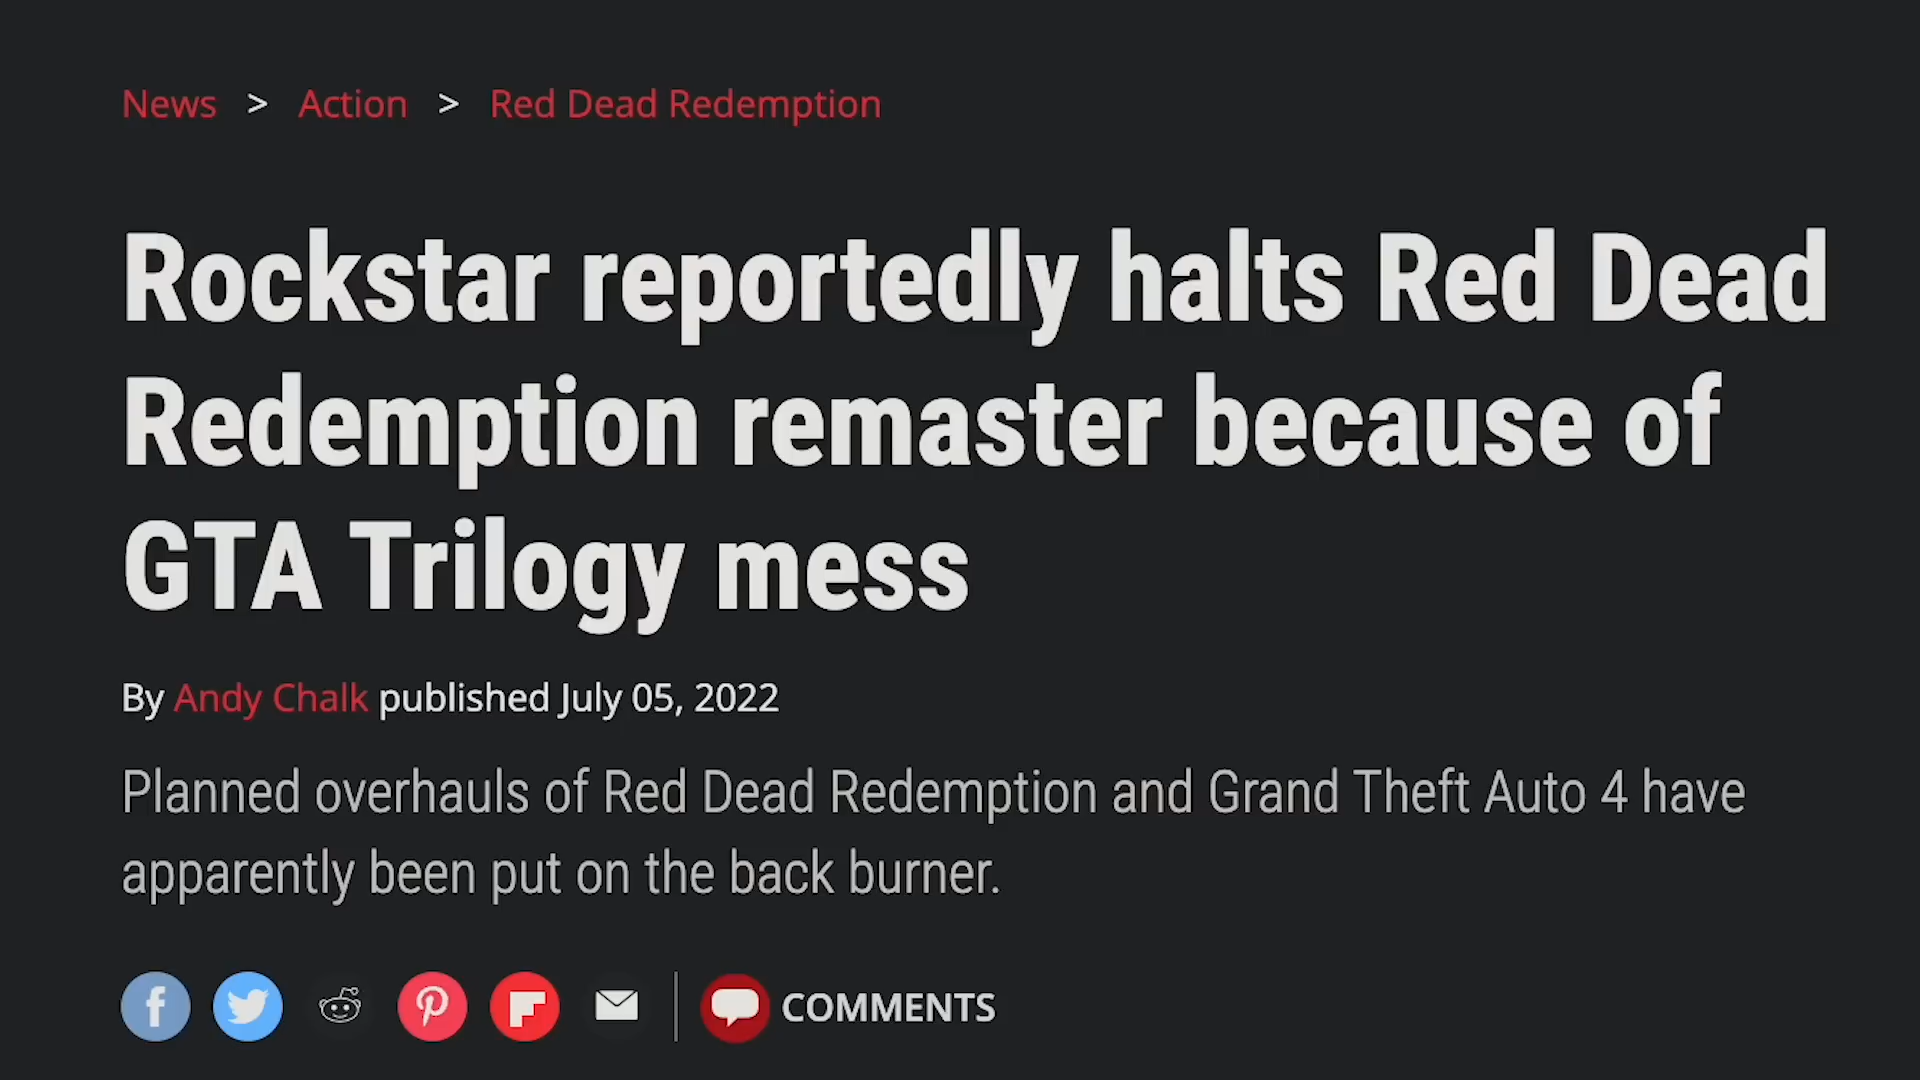 News > Action > Red Dead Redemption
Rockstar reportedly halts Red Dead
Redemption remaster because of
GTA Trilogy mess
By Andy Chalk published July 05, 2022
Planned overhauls of Red Dead Redemption and Grand Theft Auto 4 have
apparently been put on the back burner.
COMMENTS